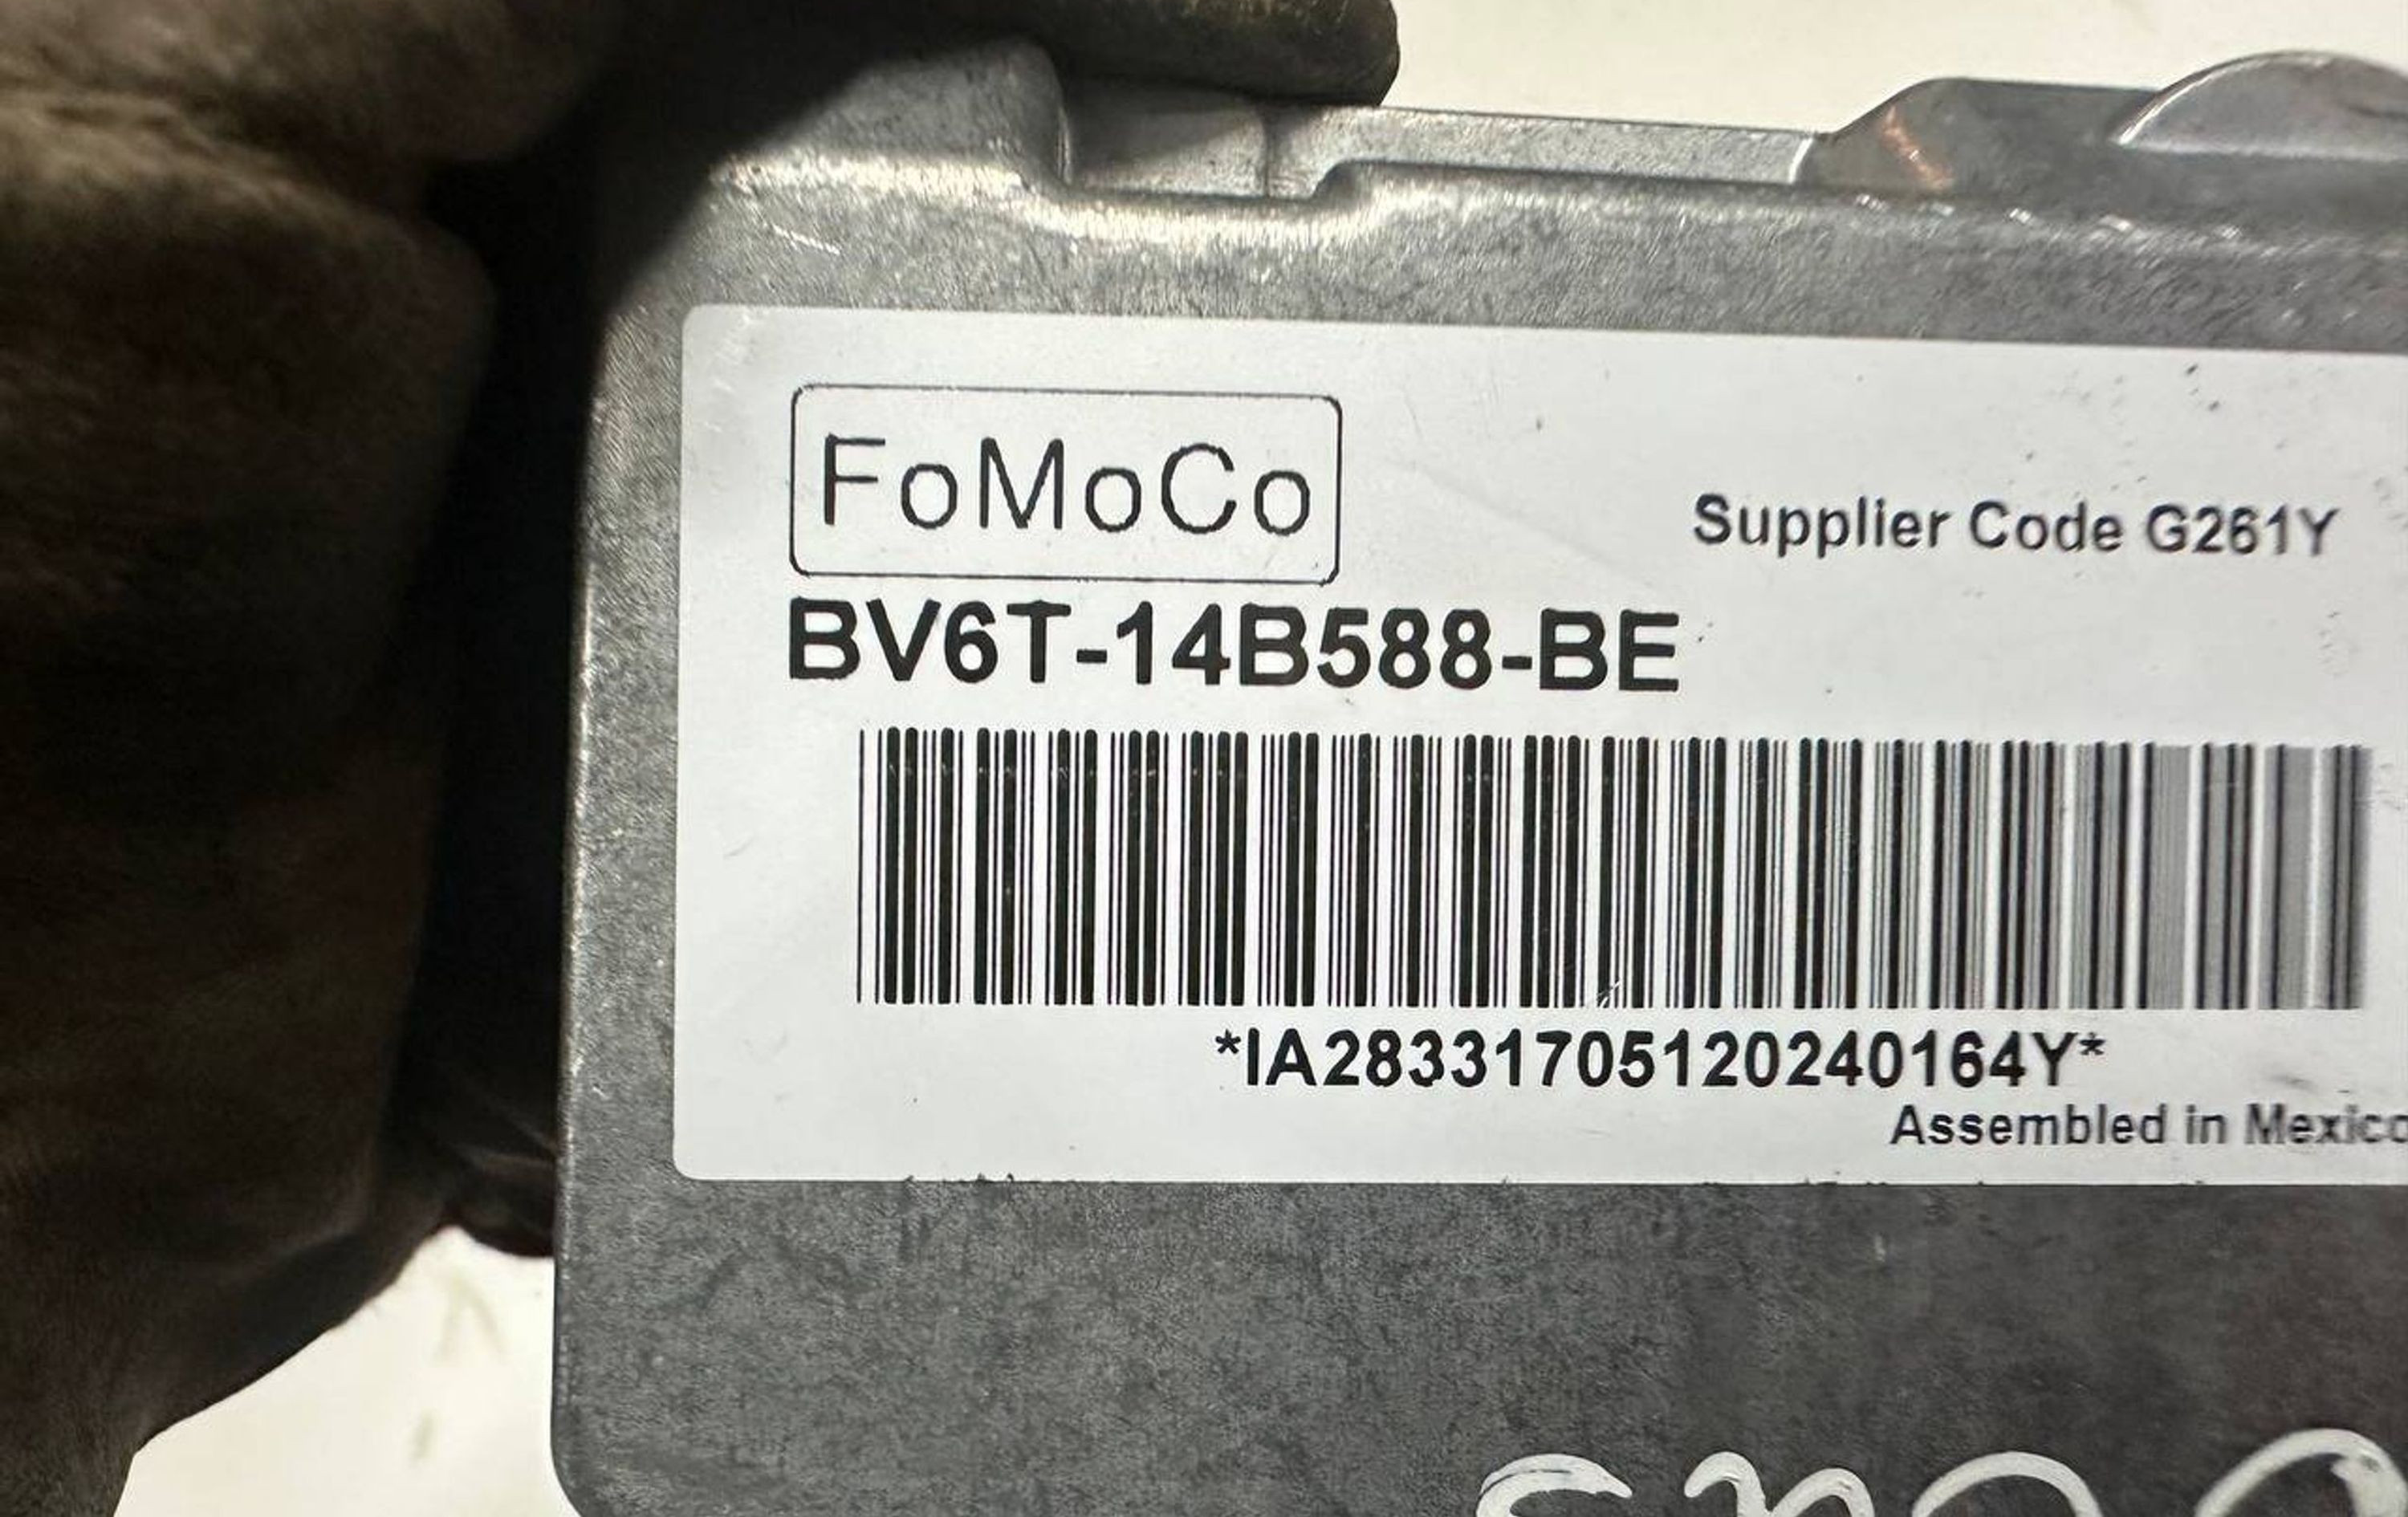 FoMoCo
Supplier Code G261Y
BV6T-14B588-BE
*IA28331705120240164Y*
Assembled in Mexico